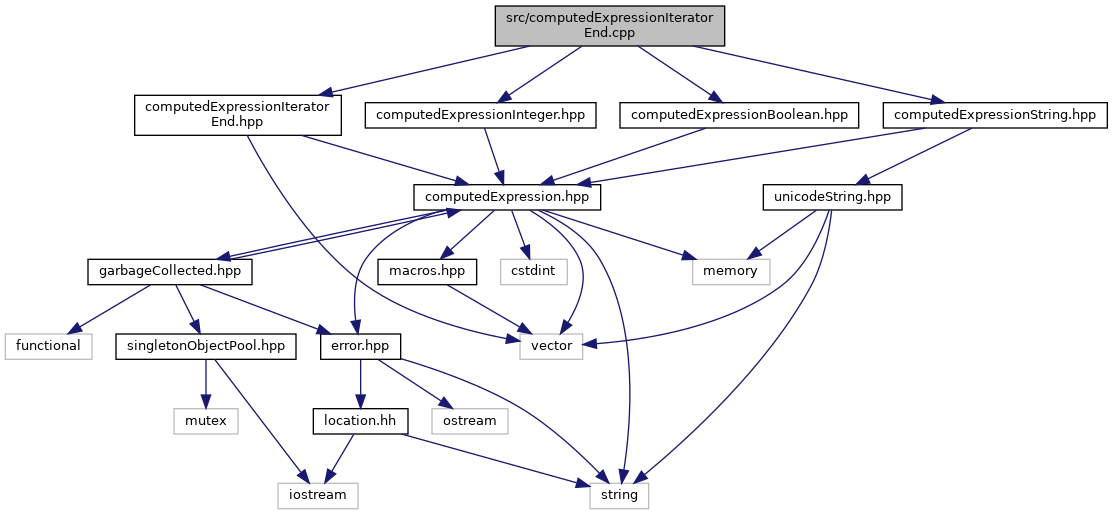 src/computedExpressionIterator
End.cpp
computedExpressionIterator
End.hpp
computedExpressionInteger.hpp
computedExpressionBoolean.hpp
computedExpressionString.hpp
computedExpression.hpp
unicodeString.hpp
garbageCollected.hpp
macros.hpp
cstdint
memory
functional
singletonObjectPool.hpp
error.hpp
vector
mutex
location.hh
ostream
iostream
string